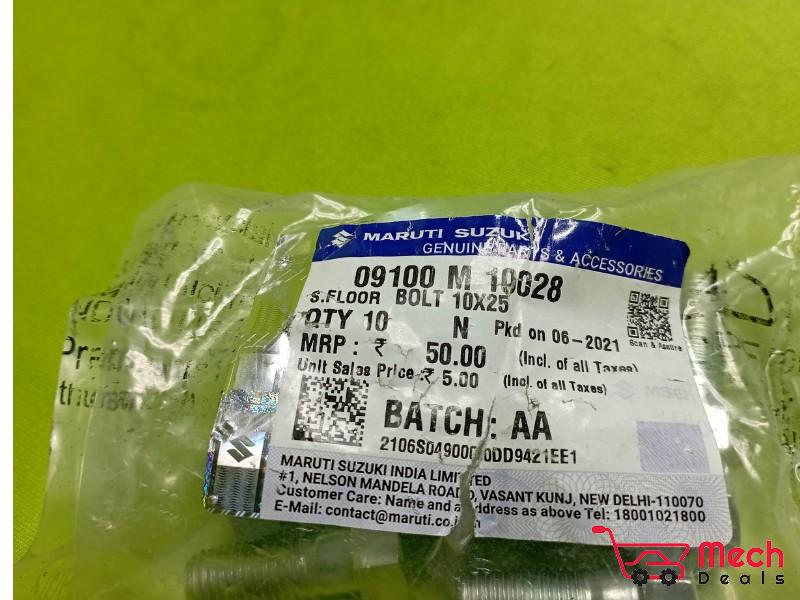 MARUTI SUZUKI
GENUINE PARTS & ACCESSORIES
09100 M 10028
S.FLOOR BOLT 10X25
QTY 10 N Pkd on 06-2021
Scan & Assure
MRP : ₹ 50.00 (Incl. of all Taxes)
Unit Sales Price ₹ 5.00 (Incl. of all Taxes)
BATCH : AA
MARUTI SUZUKI INDIA LIMITED
#1, NELSON MANDELA ROAD, VASANT KUNJ, NEW DELHI-110070
Customer Care: Name and address as above Tel: 18001021800
E-Mail: contact@maruti.co.in
Mech
Deals